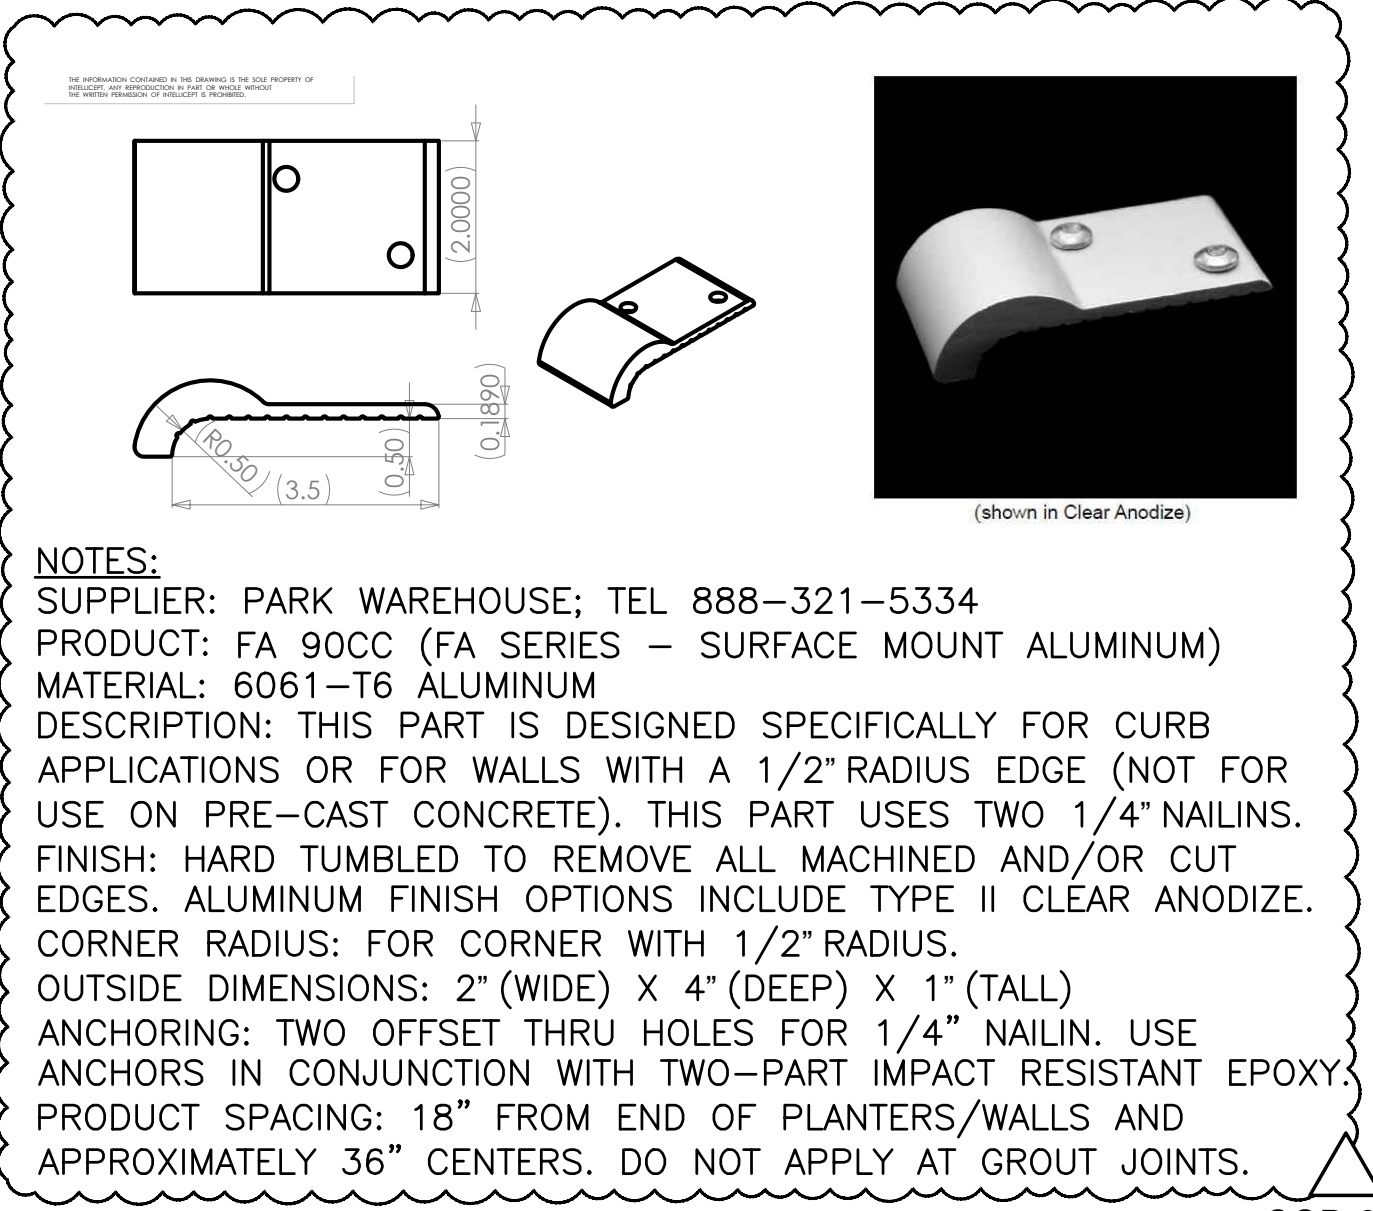 THE INFORMATION CONTAINED IN THIS DRAWING IS THE SOLE PROPERTY OF
INTELLICEPT. ANY REPRODUCTION IN PART OR WHOLE WITHOUT
THE WRITTEN PERMISSION OF INTELLICEPT IS PROHIBITED.
(2.0000)
(0.1890)
(R0.50)
(0.50)
(3.5)
(shown in Clear Anodize)
NOTES:
SUPPLIER: PARK WAREHOUSE; TEL 888-321-5334
PRODUCT: FA 90CC (FA SERIES - SURFACE MOUNT ALUMINUM)
MATERIAL: 6061-T6 ALUMINUM
DESCRIPTION: THIS PART IS DESIGNED SPECIFICALLY FOR CURB
APPLICATIONS OR FOR WALLS WITH A 1/2" RADIUS EDGE (NOT FOR
USE ON PRE-CAST CONCRETE). THIS PART USES TWO 1/4" NAILINS.
FINISH: HARD TUMBLED TO REMOVE ALL MACHINED AND/OR CUT
EDGES. ALUMINUM FINISH OPTIONS INCLUDE TYPE II CLEAR ANODIZE.
CORNER RADIUS: FOR CORNER WITH 1/2" RADIUS.
OUTSIDE DIMENSIONS: 2" (WIDE) X 4" (DEEP) X 1" (TALL)
ANCHORING: TWO OFFSET THRU HOLES FOR 1/4" NAILIN. USE
ANCHORS IN CONJUNCTION WITH TWO-PART IMPACT RESISTANT EPOXY.
PRODUCT SPACING: 18" FROM END OF PLANTERS/WALLS AND
APPROXIMATELY 36" CENTERS. DO NOT APPLY AT GROUT JOINTS.